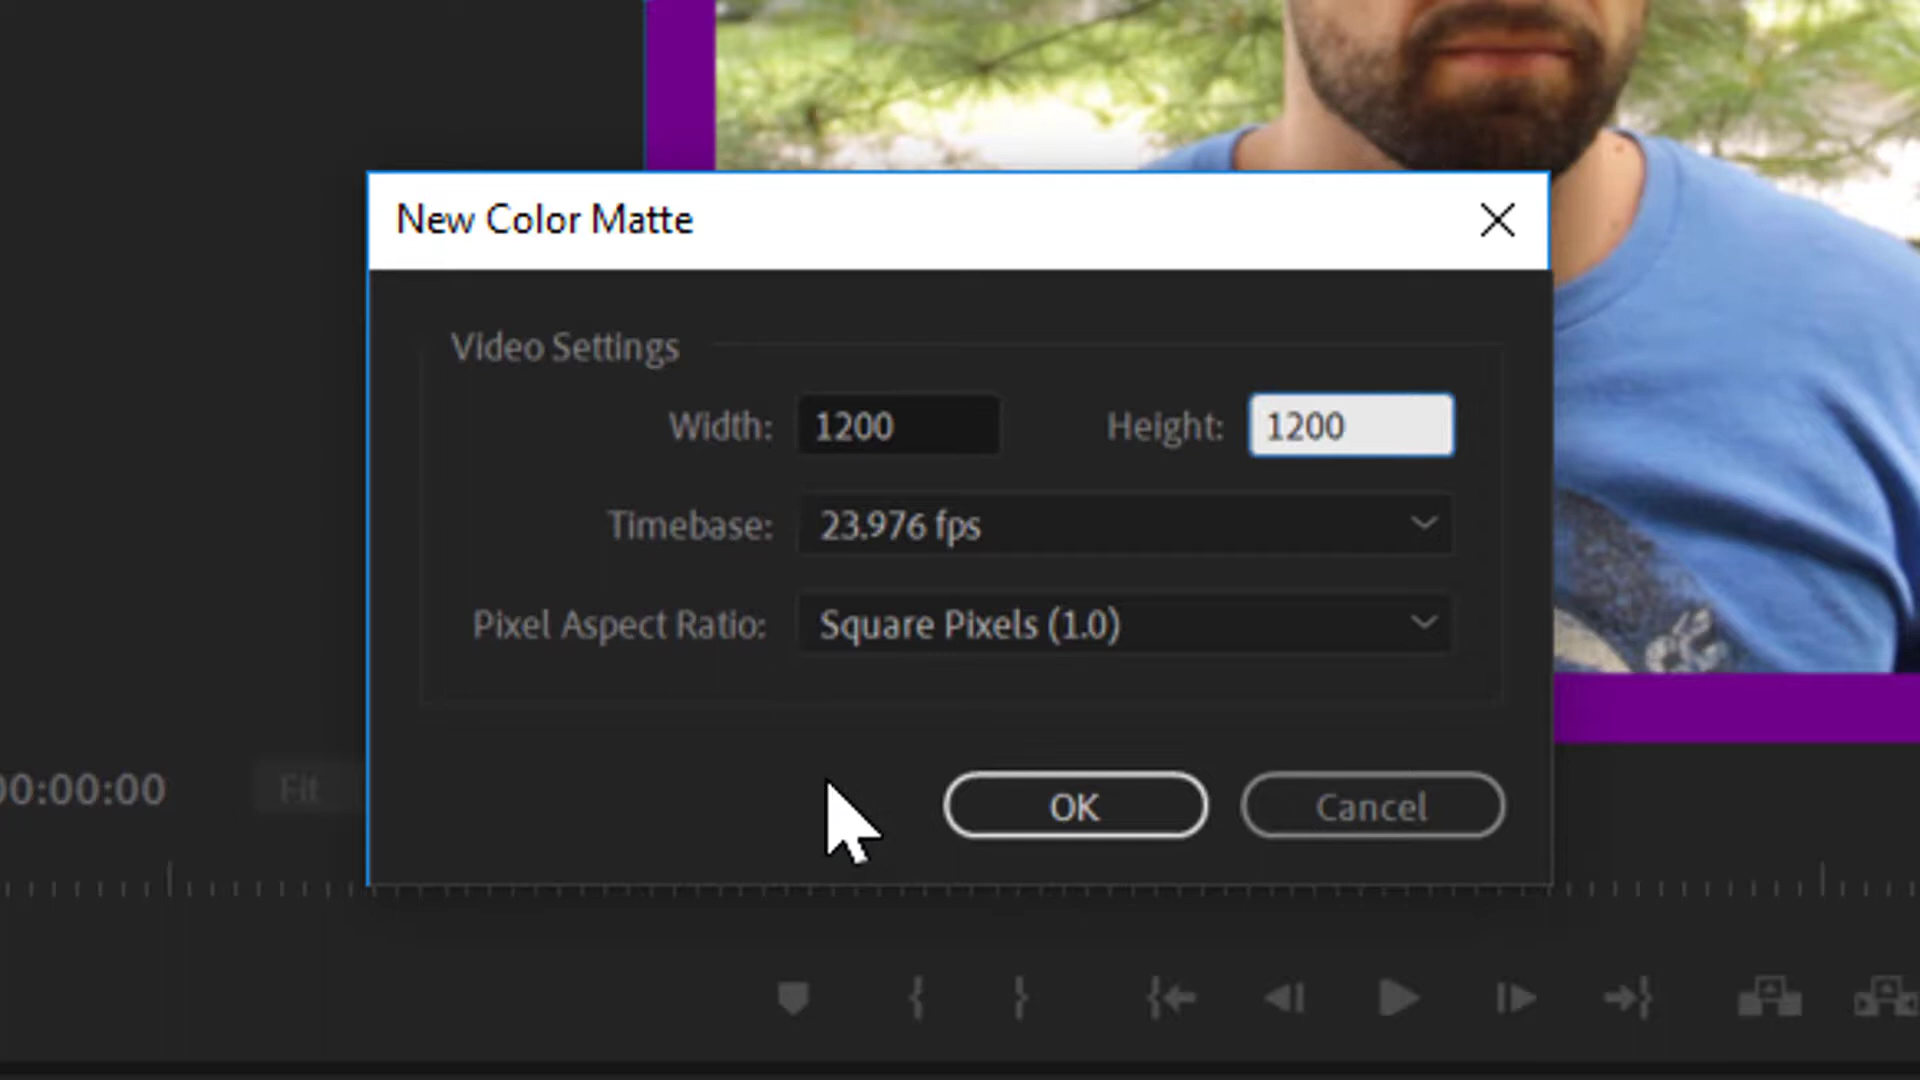 New Color Matte
Video Settings
Width: 1200 Height: 1200
Timebase: 23.976 fps
Pixel Aspect Ratio: Square Pixels (1.0)
00:00:00 Fit
OK Cancel